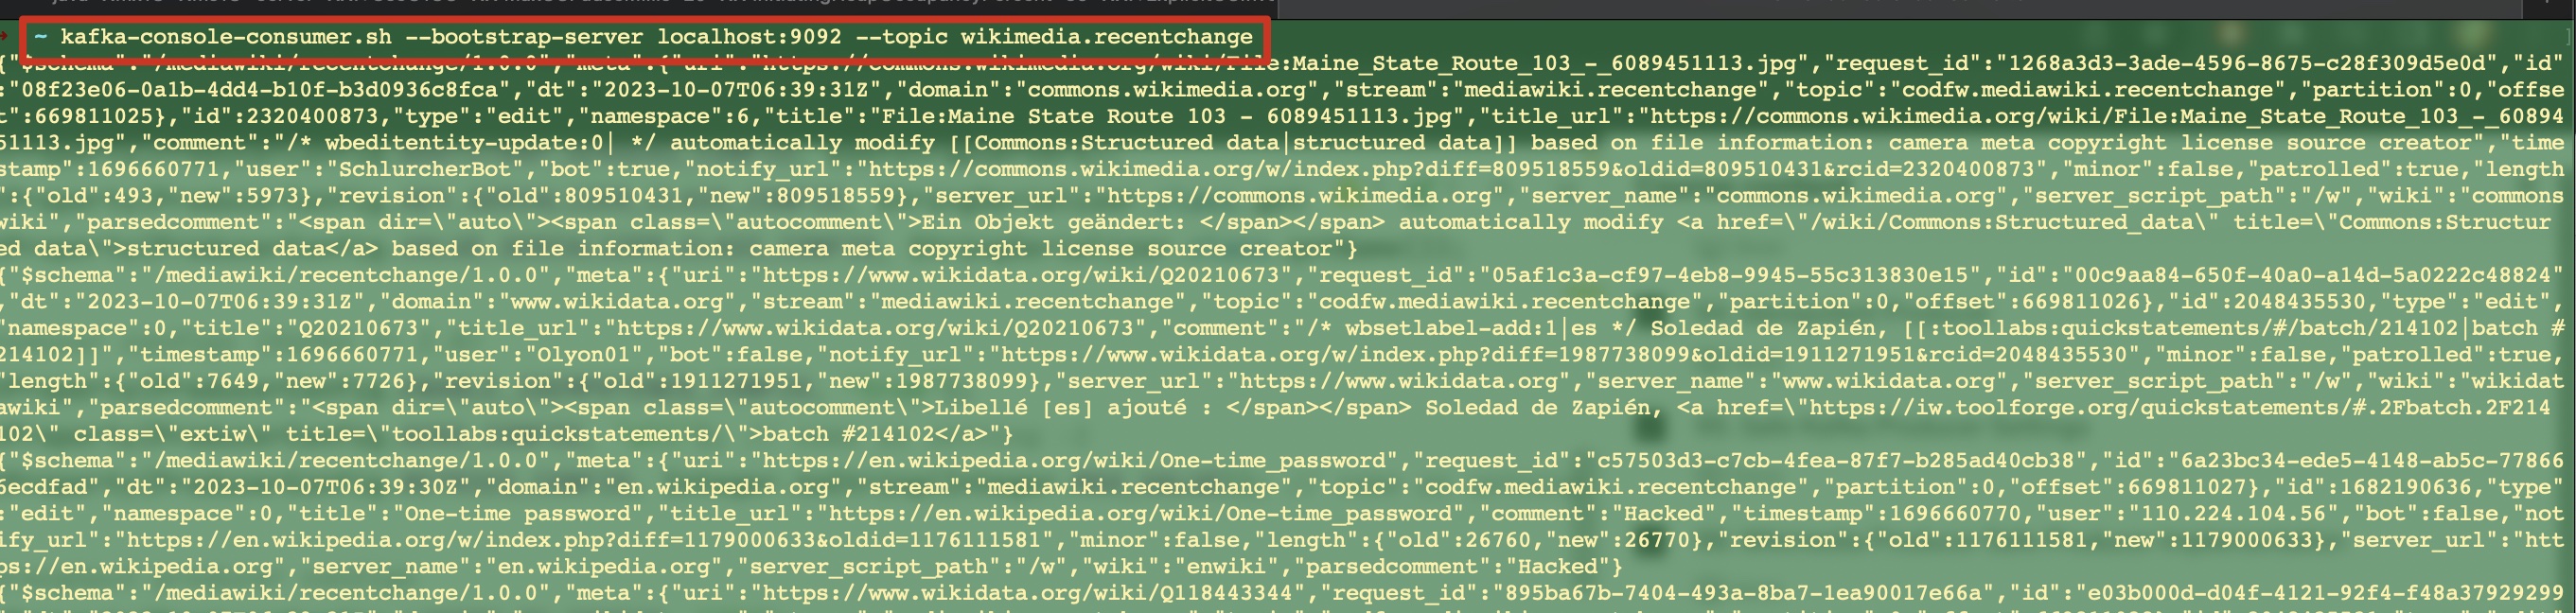 ~ kafka-console-consumer.sh --bootstrap-server localhost:9092 --topic wikimedia.recentchange
{"$schema":"/mediawiki/recentchange/1.0.0","meta":{"uri":"https://commons.wikimedia.org/wiki/File:Maine_State_Route_103_-_6089451113.jpg","request_id":"1268a3d3-3ade-4596-8675-c28f309d5e0d","id"
:"08f23e06-0a1b-4dd4-b10f-b3d0936c8fca","dt":"2023-10-07T06:39:31Z","domain":"commons.wikimedia.org","stream":"mediawiki.recentchange","topic":"codfw.mediawiki.recentchange","partition":0,"offse
t":669811025},"id":2320400873,"type":"edit","namespace":6,"title":"File:Maine State Route 103 - 6089451113.jpg","title_url":"https://commons.wikimedia.org/wiki/File:Maine_State_Route_103_-_60894
51113.jpg","comment":"/* wbeditentity-update:0| */ automatically modify [[Commons:Structured data|structured data]] based on file information: camera meta copyright license source creator","time
stamp":1696660771,"user":"SchlurcherBot","bot":true,"notify_url":"https://commons.wikimedia.org/w/index.php?diff=809518559&oldid=809510431&rcid=2320400873","minor":false,"patrolled":true,"length
":{"old":493,"new":5973},"revision":{"old":809510431,"new":809518559},"server_url":"https://commons.wikimedia.org","server_name":"commons.wikimedia.org","server_script_path":"/w","wiki":"commons
wiki","parsedcomment":"<span dir=\"auto\"><span class=\"autocomment\">Ein Objekt geändert: </span></span> automatically modify <a href=\"/wiki/Commons:Structured_data\" title=\"Commons:Structur
ed data\">structured data</a> based on file information: camera meta copyright license source creator"}
{"$schema":"/mediawiki/recentchange/1.0.0","meta":{"uri":"https://www.wikidata.org/wiki/Q20210673","request_id":"05af1c3a-cf97-4eb8-9945-55c313830e15","id":"00c9aa84-650f-40a0-a14d-5a0222c48824"
,"dt":"2023-10-07T06:39:31Z","domain":"www.wikidata.org","stream":"mediawiki.recentchange","topic":"codfw.mediawiki.recentchange","partition":0,"offset":669811026},"id":2048435530,"type":"edit",
"namespace":0,"title":"Q20210673","title_url":"https://www.wikidata.org/wiki/Q20210673","comment":"/* wbsetlabel-add:1|es */ Soledad de Zapién, [[:toollabs:quickstatements/#/batch/214102|batch #
214102]]","timestamp":1696660771,"user":"Olyon01","bot":false,"notify_url":"https://www.wikidata.org/w/index.php?diff=1987738099&oldid=1911271951&rcid=2048435530","minor":false,"patrolled":true,
"length":{"old":7649,"new":7726},"revision":{"old":1911271951,"new":1987738099},"server_url":"https://www.wikidata.org","server_name":"www.wikidata.org","server_script_path":"/w","wiki":"wikidat
awiki","parsedcomment":"<span dir=\"auto\"><span class=\"autocomment\">Libellé [es] ajouté : </span></span> Soledad de Zapién, <a href=\"https://iw.toolforge.org/quickstatements/#.2Fbatch.2F214
102\" class=\"extiw\" title=\"toollabs:quickstatements/\">batch #214102</a>"}
{"$schema":"/mediawiki/recentchange/1.0.0","meta":{"uri":"https://en.wikipedia.org/wiki/One-time_password","request_id":"c57503d3-c7cb-4fea-87f7-b285ad40cb38","id":"6a23bc34-ede5-4148-ab5c-77866
6ecdfad","dt":"2023-10-07T06:39:30Z","domain":"en.wikipedia.org","stream":"mediawiki.recentchange","topic":"codfw.mediawiki.recentchange","partition":0,"offset":669811027},"id":1682190636,"type"
:"edit","namespace":0,"title":"One-time password","title_url":"https://en.wikipedia.org/wiki/One-time_password","comment":"Hacked","timestamp":1696660770,"user":"110.224.104.56","bot":false,"not
ify_url":"https://en.wikipedia.org/w/index.php?diff=1179000633&oldid=1176111581","minor":false,"length":{"old":26760,"new":26770},"revision":{"old":1176111581,"new":1179000633},"server_url":"htt
ps://en.wikipedia.org","server_name":"en.wikipedia.org","server_script_path":"/w","wiki":"enwiki","parsedcomment":"Hacked"}
{"$schema":"/mediawiki/recentchange/1.0.0","meta":{"uri":"https://www.wikidata.org/wiki/Q118443344","request_id":"895ba67b-7404-493a-8ba7-1ea90017e66a","id":"e03b000d-d04f-4121-92f4-f48a37929299